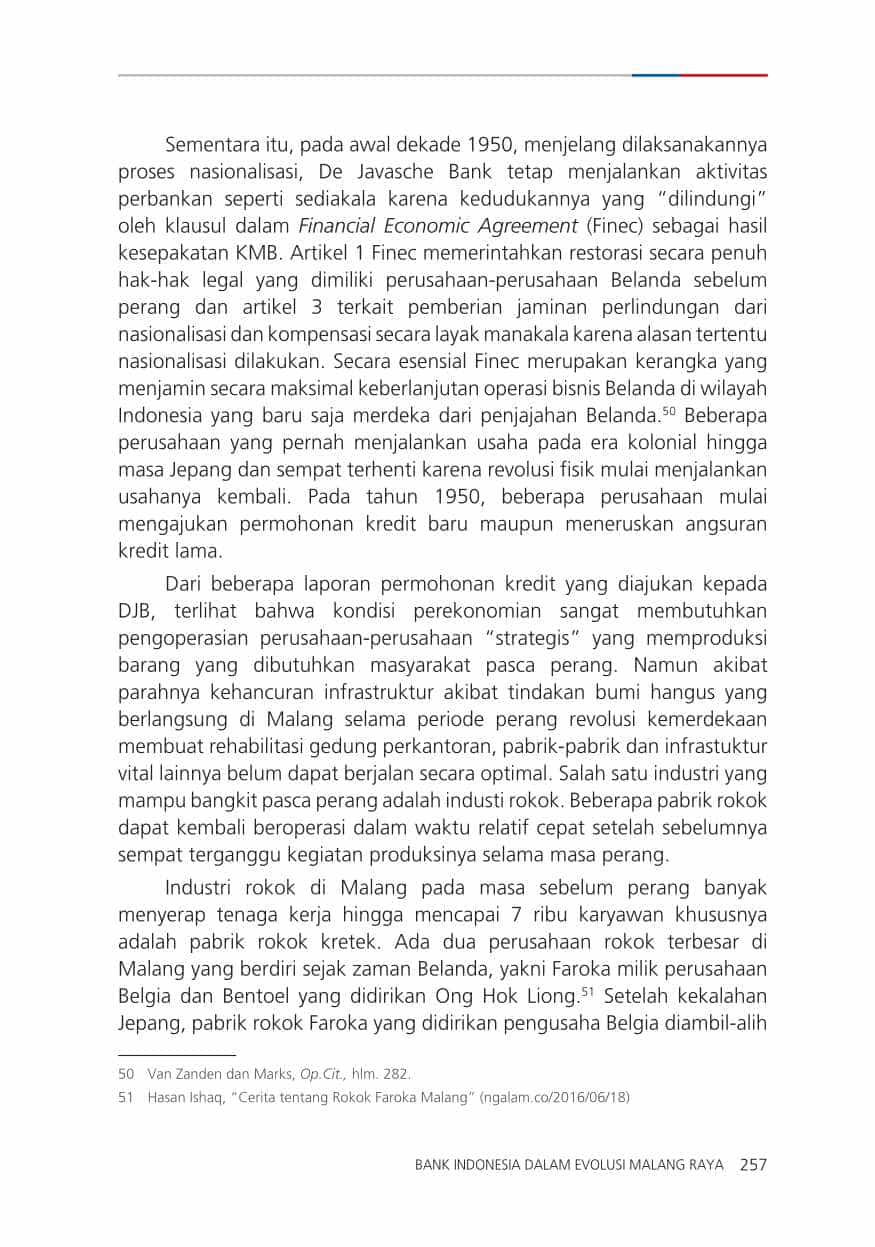 Sementara itu, pada awal dekade 1950, menjelang dilaksanakannya
proses nasionalisasi, De Javasche Bank tetap menjalankan aktivitas
perbankan seperti sediakala karena kedudukannya yang “dilindungi”
oleh klausul dalam Financial Economic Agreement (Finec) sebagai hasil
kesepakatan KMB. Artikel 1 Finec memerintahkan restorasi secara penuh
hak-hak legal yang dimiliki perusahaan-perusahaan Belanda sebelum
perang dan artikel 3 terkait pemberian jaminan perlindungan dari
nasionalisasi dan kompensasi secara layak manakala karena alasan tertentu
nasionalisasi dilakukan. Secara esensial Finec merupakan kerangka yang
menjamin secara maksimal keberlanjutan operasi bisnis Belanda di wilayah
Indonesia yang baru saja merdeka dari penjajahan Belanda.50 Beberapa
perusahaan yang pernah menjalankan usaha pada era kolonial hingga
masa Jepang dan sempat terhenti karena revolusi fisik mulai menjalankan
usahanya kembali. Pada tahun 1950, beberapa perusahaan mulai
mengajukan permohonan kredit baru maupun meneruskan angsuran
kredit lama.
Dari beberapa laporan permohonan kredit yang diajukan kepada
DJB, terlihat bahwa kondisi perekonomian sangat membutuhkan
pengoperasian perusahaan-perusahaan “strategis” yang memproduksi
barang yang dibutuhkan masyarakat pasca perang. Namun akibat
parahnya kehancuran infrastruktur akibat tindakan bumi hangus yang
berlangsung di Malang selama periode perang revolusi kemerdekaan
membuat rehabilitasi gedung perkantoran, pabrik-pabrik dan infrastuktur
vital lainnya belum dapat berjalan secara optimal. Salah satu industri yang
mampu bangkit pasca perang adalah industi rokok. Beberapa pabrik rokok
dapat kembali beroperasi dalam waktu relatif cepat setelah sebelumnya
sempat terganggu kegiatan produksinya selama masa perang.
Industri rokok di Malang pada masa sebelum perang banyak
menyerap tenaga kerja hingga mencapai 7 ribu karyawan khususnya
adalah pabrik rokok kretek. Ada dua perusahaan rokok terbesar di
Malang yang berdiri sejak zaman Belanda, yakni Faroka milik perusahaan
Belgia dan Bentoel yang didirikan Ong Hok Liong.51 Setelah kekalahan
Jepang, pabrik rokok Faroka yang didirikan pengusaha Belgia diambil-alih
50 Van Zanden dan Marks, Op.Cit., hlm. 282.
51 Hasan Ishaq, “Cerita tentang Rokok Faroka Malang” (ngalam.co/2016/06/18)
BANK INDONESIA DALAM EVOLUSI MALANG RAYA 257